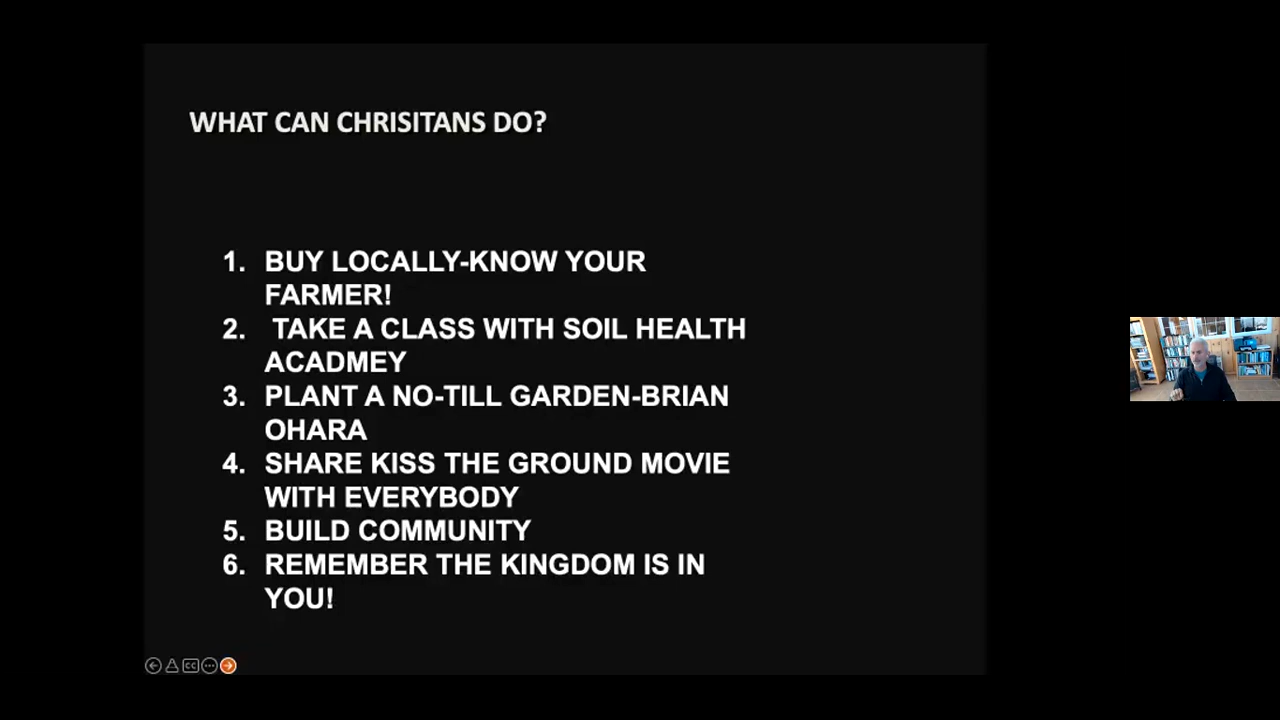 WHAT CAN CHRISITANS DO?
1. BUY LOCALLY-KNOW YOUR
FARMER!
2. TAKE A CLASS WITH SOIL HEALTH
ACADMEY
3. PLANT A NO-TILL GARDEN-BRIAN
OHARA
4. SHARE KISS THE GROUND MOVIE
WITH EVERYBODY
5. BUILD COMMUNITY
6. REMEMBER THE KINGDOM IS IN
YOU!
CC